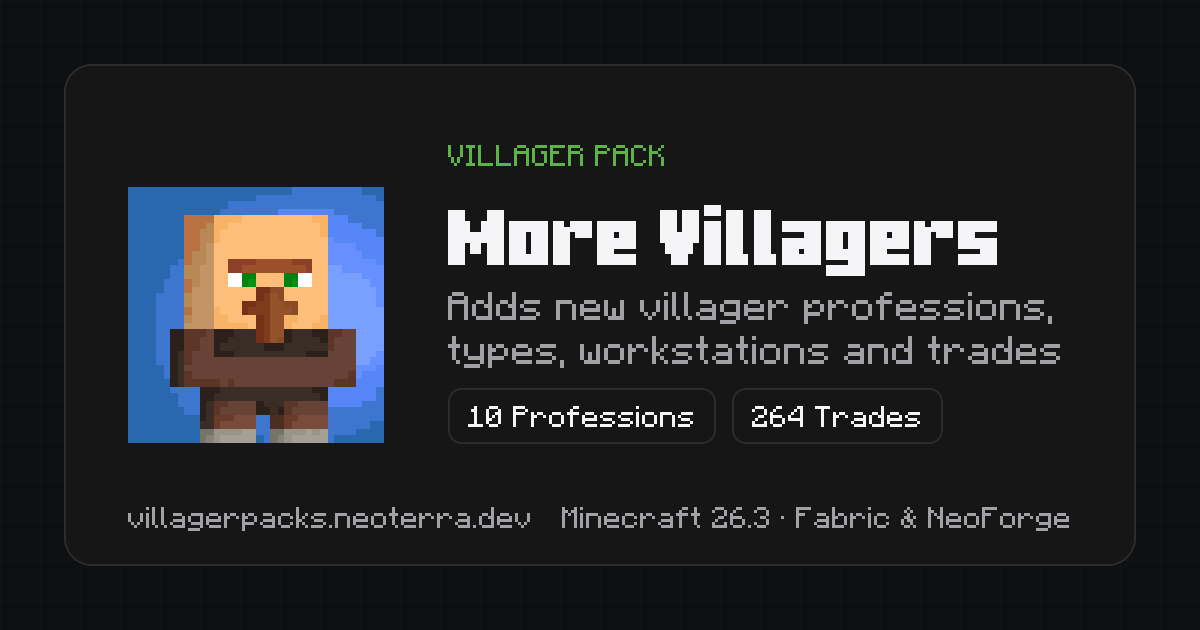 VILLAGER PACK
More Villagers
Adds new villager professions,
types, workstations and trades
10 Professions
264 Trades
villagerpacks.neoterra.dev
Minecraft 26.3 · Fabric & NeoForge